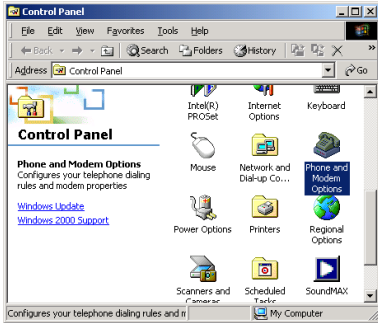 Control Panel
File Edit View Favorites Tools Help
Back Search Folders History »
Address Control Panel Go
Control Panel
Phone and Modem Options
Configures your telephone dialing
rules and modem properties
Windows Update
Windows 2000 Support
Intel(R)
PROSet
Internet
Options
Keyboard
Mouse
Network and
Dial-up Co...
Phone and
Modem
Options
Power Options
Printers
Regional
Options
Scanners and
Cameras
Scheduled
Tasks
SoundMAX
Configures your telephone dialing rules and m
My Computer